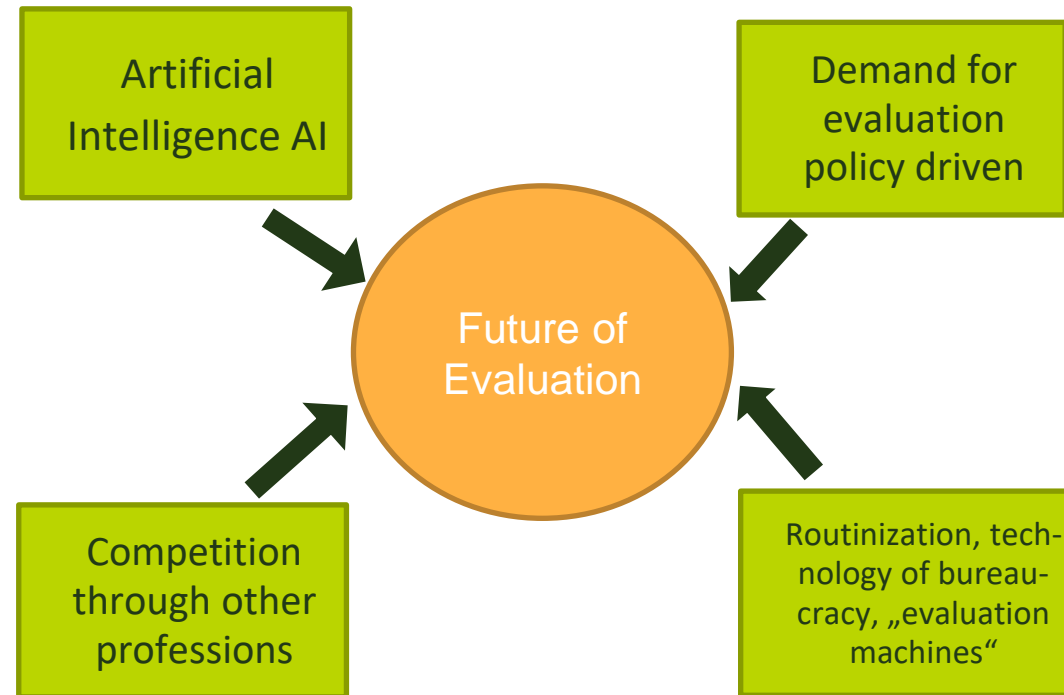 Artificial
Intelligence AI
Demand for
evaluation
policy driven
Future of
Evaluation
Competition
through other
professions
Routinization, tech-
nology of bureau-
cracy, „evaluation
machines“